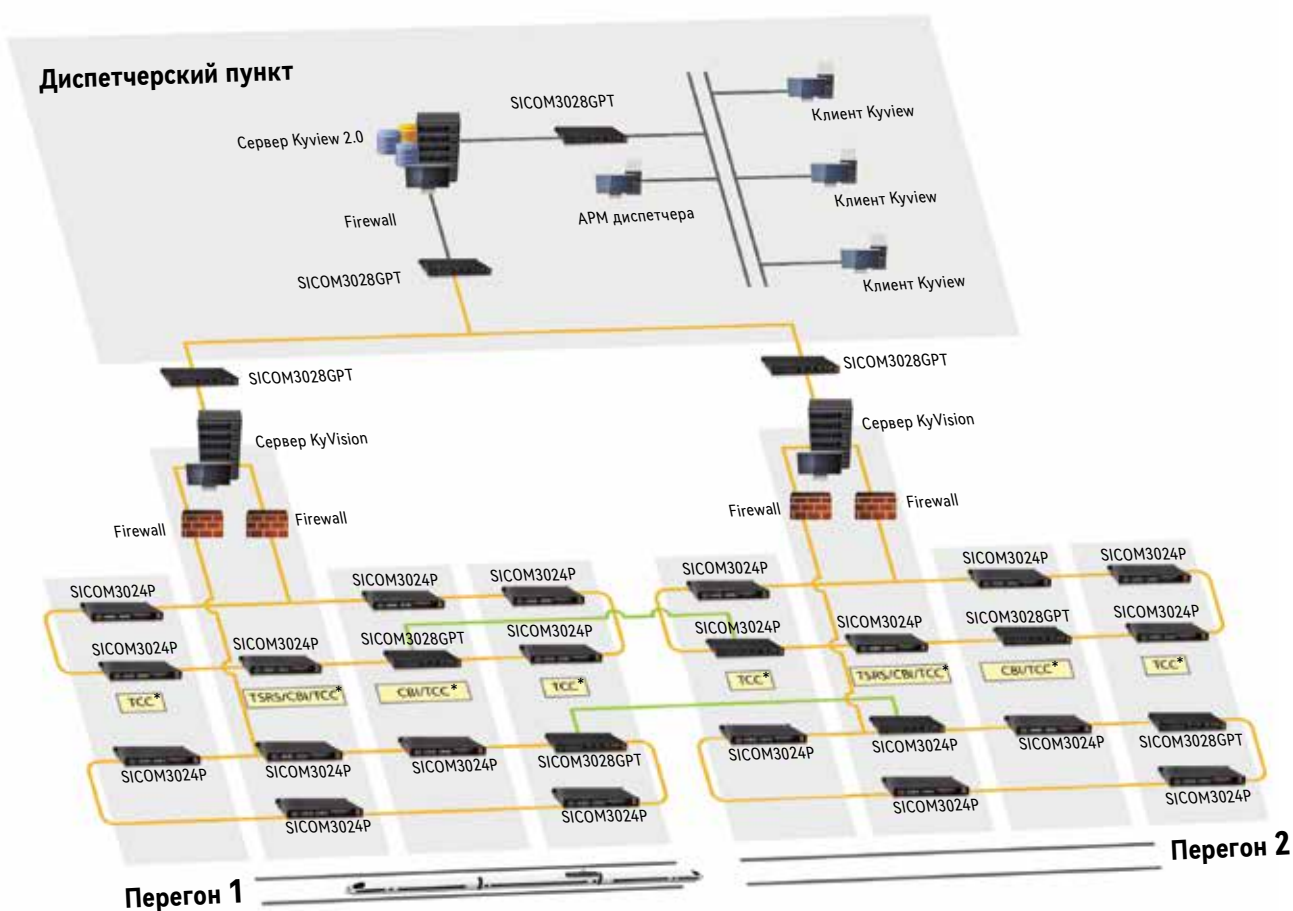 Диспетчерский пункт
SICOM3028GPT
Клиент Kyview
Сервер Kyview 2.0
Клиент Kyview
АРМ диспетчера
Firewall
SICOM3028GPT
Клиент Kyview
SICOM3028GPT
SICOM3028GPT
Сервер KyVision
Сервер KyVision
Firewall
Firewall
Firewall
Firewall
SICOM3024P
SICOM3024P
SICOM3024P
SICOM3024P
SICOM3024P
SICOM3024P
SICOM3024P
SICOM3024P
SICOM3028GPT
SICOM3024P
SICOM3024P
SICOM3024P
SICOM3028GPT
SICOM3024P
TCC*
TSRS/CBI/TCC*
CBI/TCC*
TCC*
TCC*
TSRS/CBI/TCC*
CBI/TCC*
TCC*
SICOM3024P
SICOM3024P
SICOM3024P
SICOM3028GPT
SICOM3024P
SICOM3024P
SICOM3024P
SICOM3028GPT
SICOM3024P
SICOM3024P
SICOM3024P
SICOM3024P
Перегон 1
Перегон 2